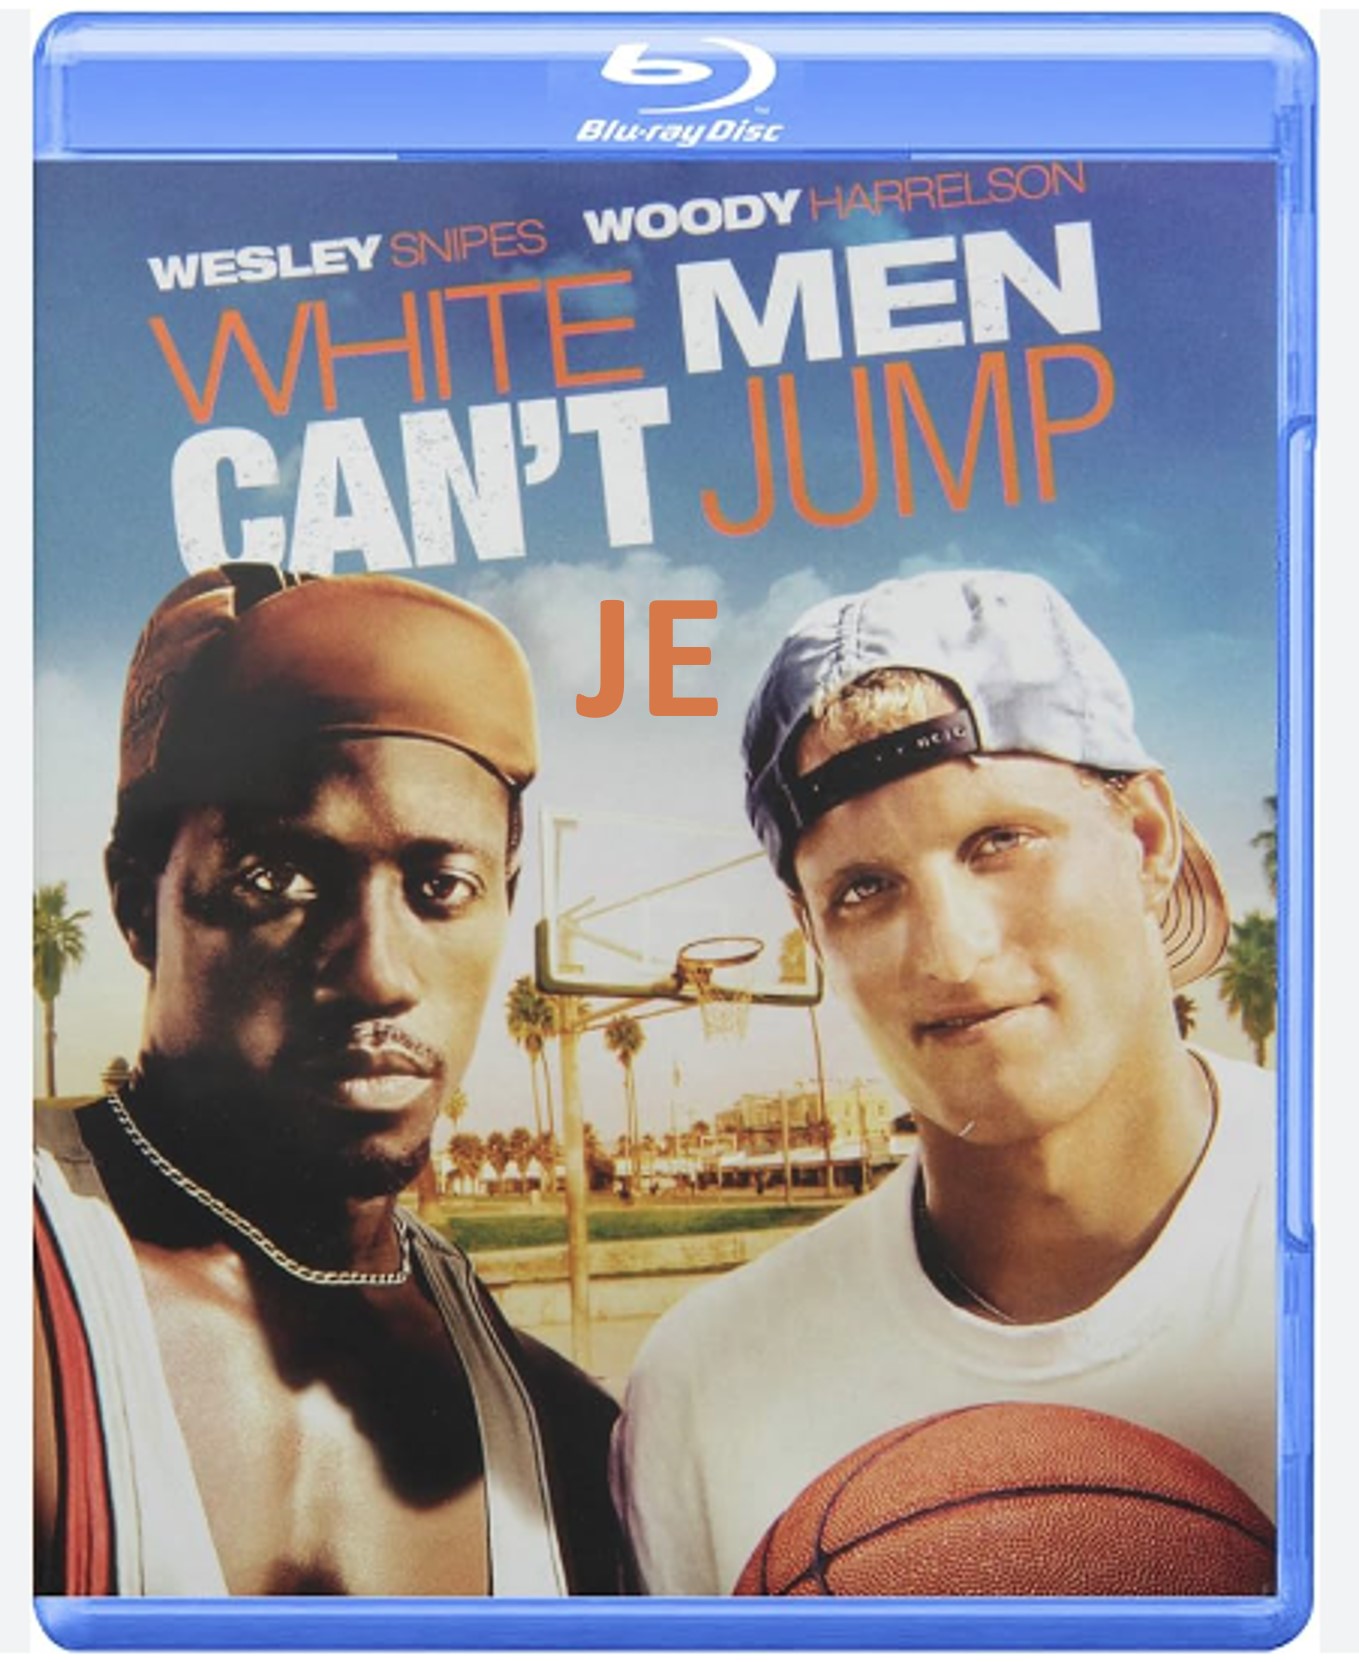 Blu-ray Disc
WESLEY SNIPES WOODY HARRELSON
WHITE MEN
CAN'T JUMP
JE